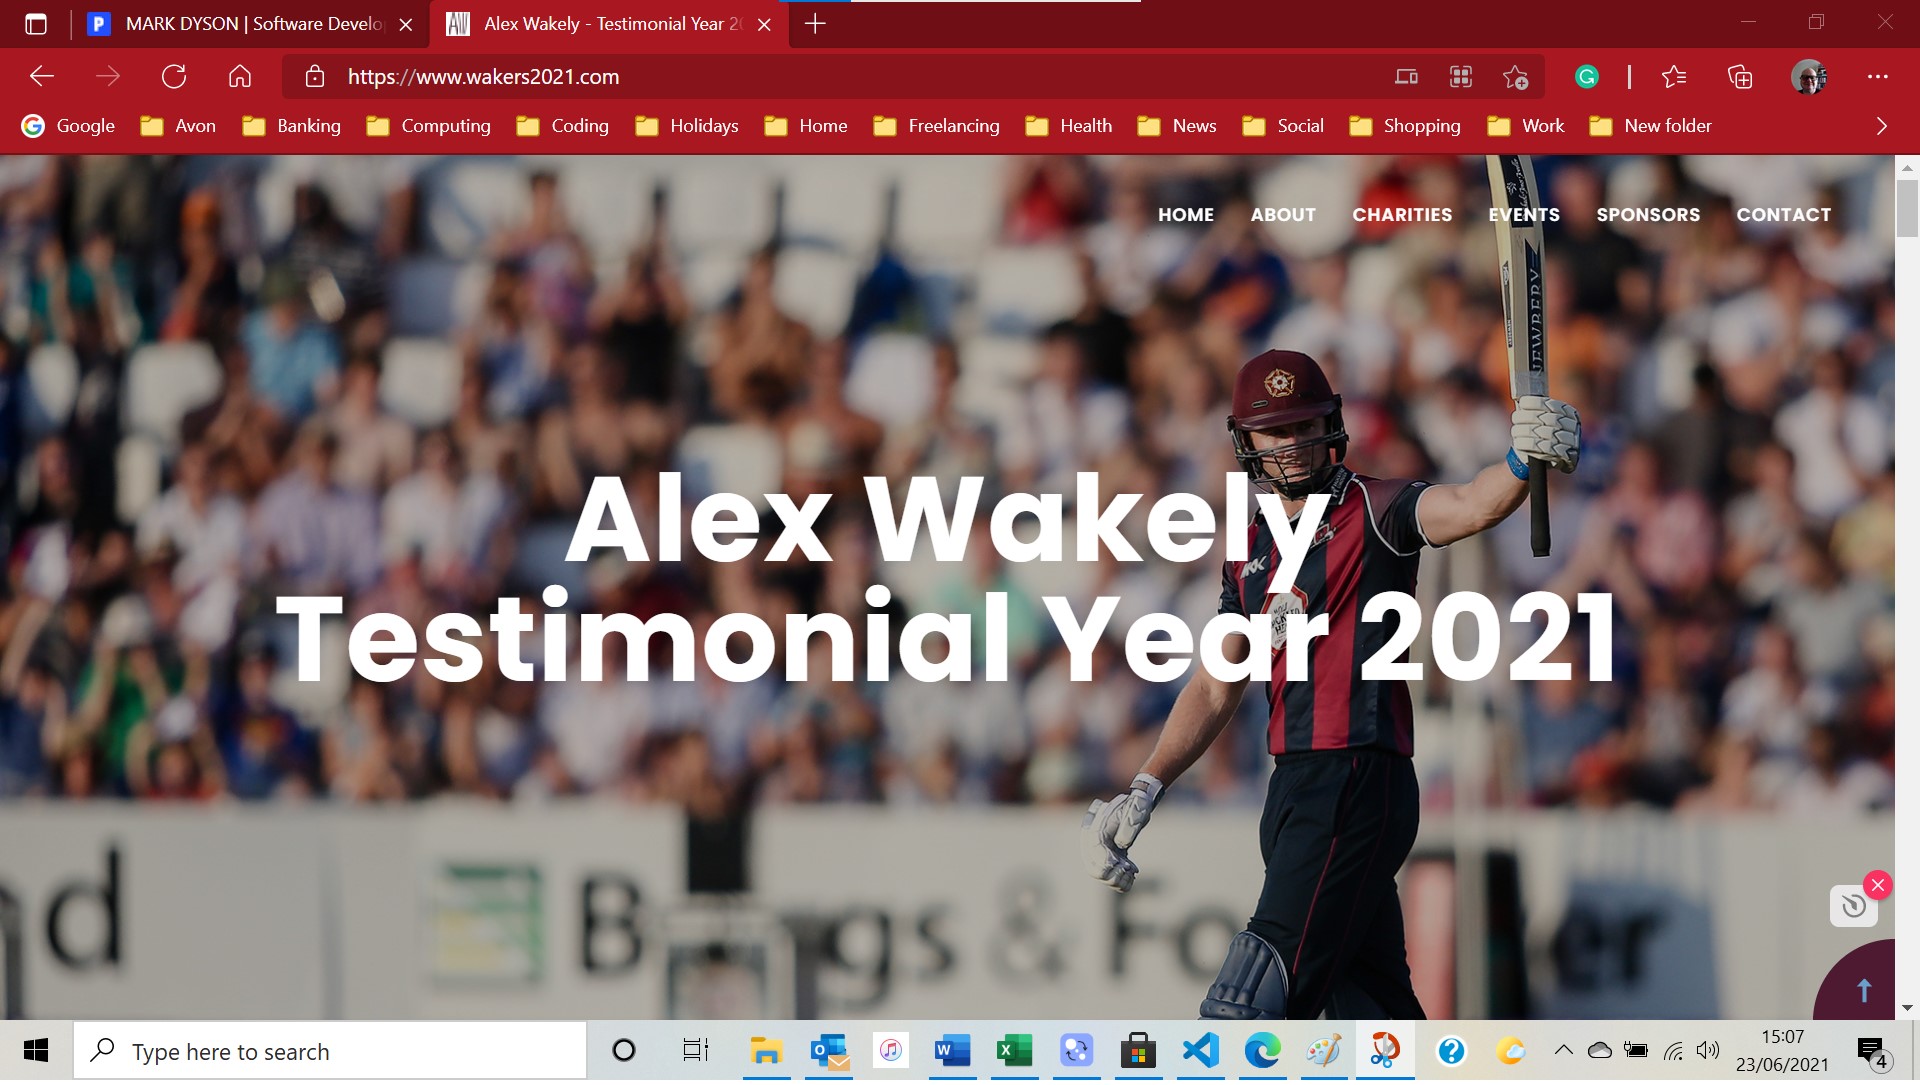 MARK DYSON | Software Develo
Alex Wakely - Testimonial Year 2
https://www.wakers2021.com
Google Avon Banking Computing Coding Holidays Home Freelancing Health News Social Shopping Work New folder
HOME ABOUT CHARITIES EVENTS SPONSORS CONTACT
NEWBERY
Alex Wakely
Testimonial Year 2021
Type here to search
15:07
23/06/2021
4